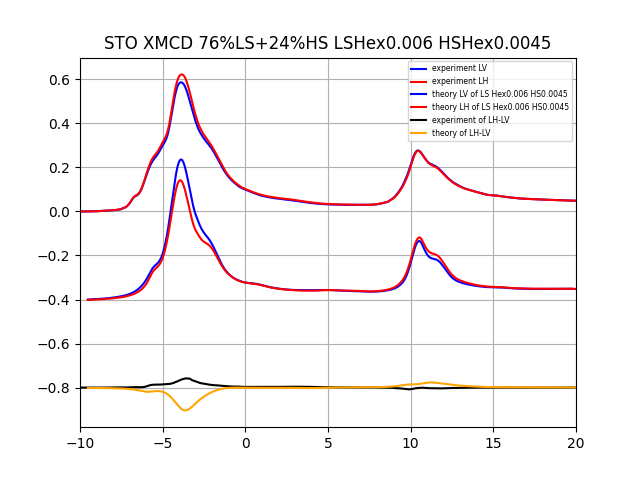 STO XMCD 76%LS+24%HS LSHex0.006 HSHex0.0045
experiment LV
experiment LH
theory LV of LS Hex0.006 HS0.0045
theory LH of LS Hex0.006 HS0.0045
experiment of LH-LV
theory of LH-LV
0.6
0.4
0.2
0.0
−0.2
−0.4
−0.6
−0.8
−10
−5
0
5
10
15
20